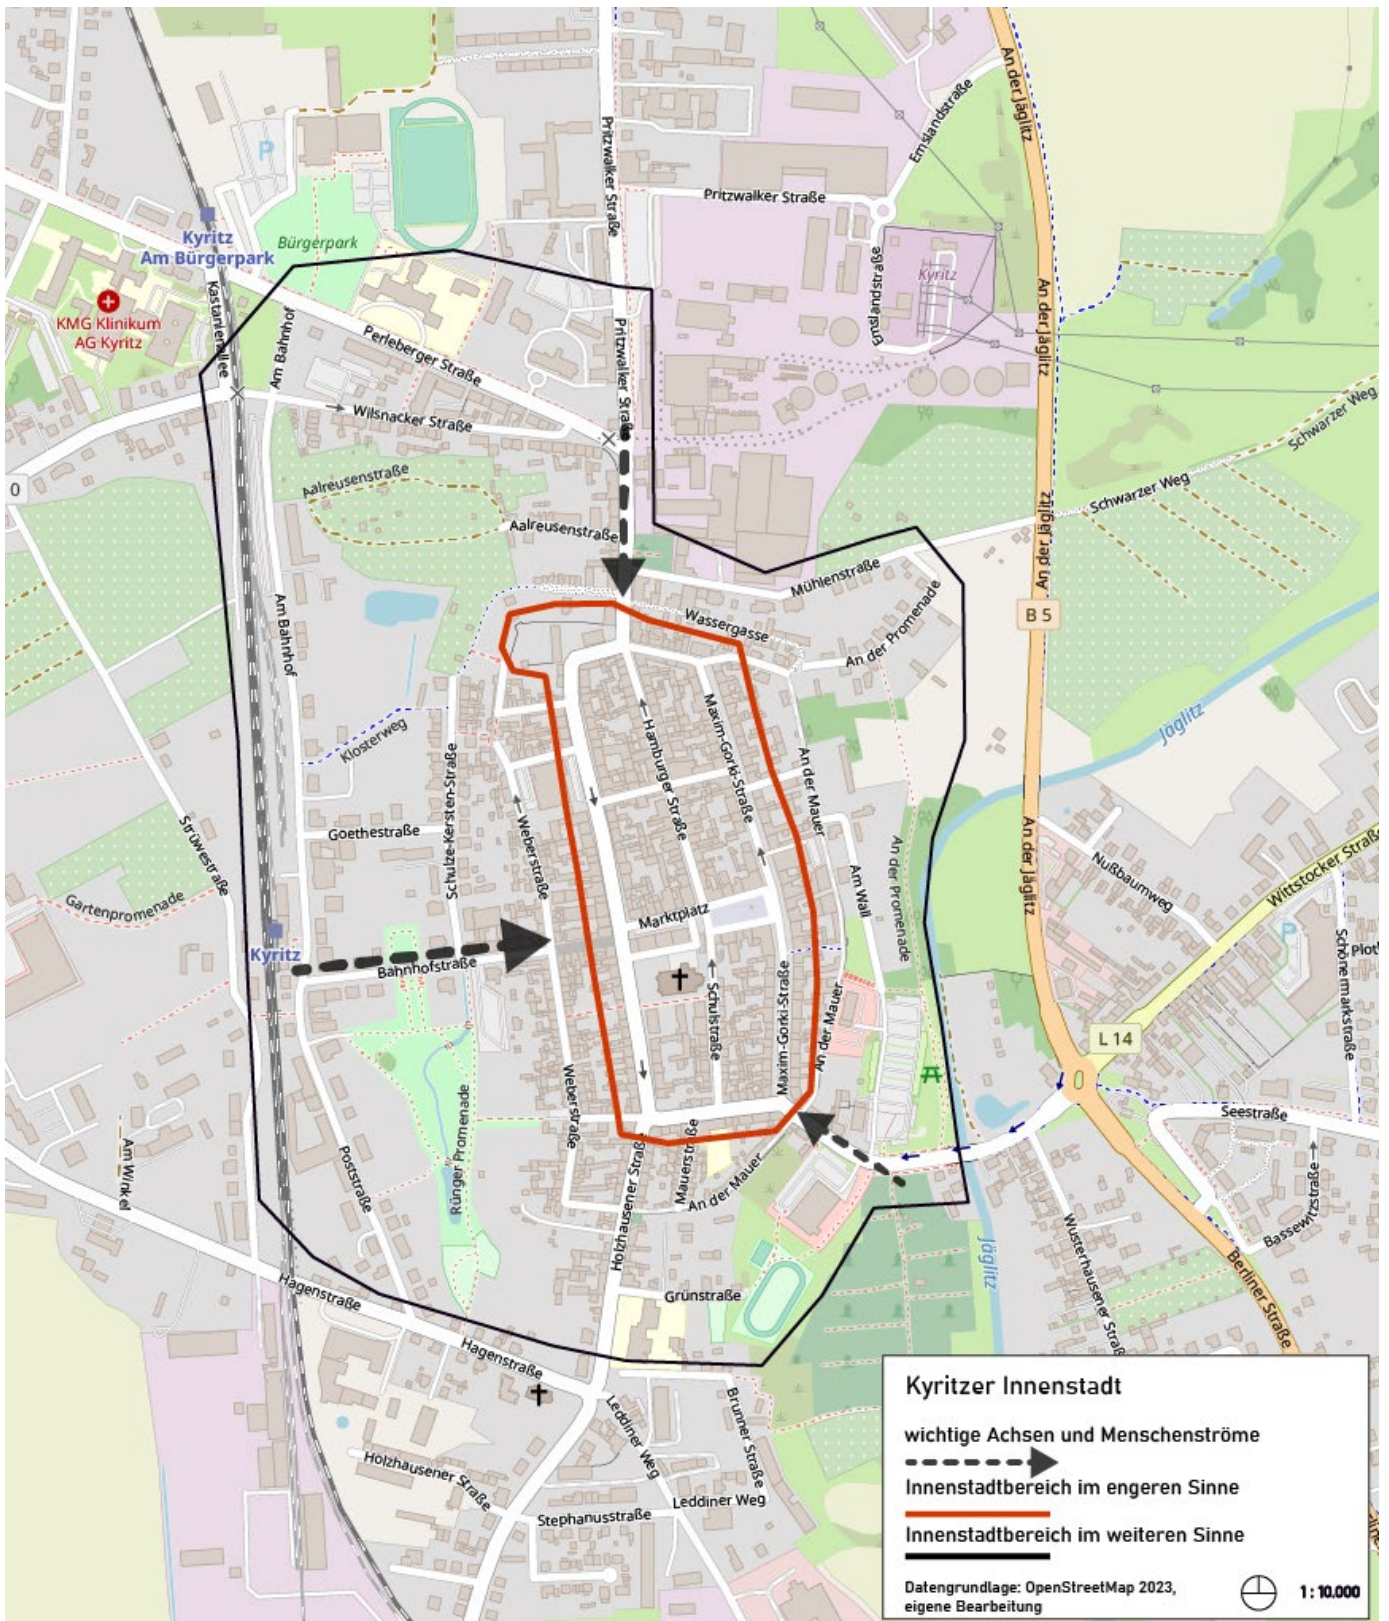 An der Jäglitz
Emslandstraße
Pritzwalker Straße
Pritzwalker Straße
P
Kyritz
Am Bürgerpark
Bürgerpark
Emslandstraße
Kyritz
An der Jäglitz
KMG Klinikum
AG Kyritz
Kastanienallee
Am Bahnhof
Perleberger Straße
Pritzwalker Straße
Wilsnacker Straße
Schwarzer Weg
Aalreusenstraße
Schwarzer Weg
0
Aalreusenstraße
An der Jäglitz
Mühlenstraße
Am Bahnhof
Wassergasse
An der Promenade
B 5
Jäglitz
Klosterweg
Hamburger Straße
Maxim-Gorki-Straße
An der Mauer
Schulze-Kersten-Straße
Goethestraße
Weberstraße
Strüwestraße
An der Jäglitz
Nußbaumweg
Wittstocker Straße
Gartenpromenade
Marktplatz
Am Wall
An der Promenade
P
Kyritz
Bahnhofstraße
Schönermarkstraße
Plotl
Schulstraße
Maxim-Gorki-Straße
An der Mauer
L 14
Weberstraße
Rünger Promenade
Seestraße
Am Winkel
Poststraße
Holzhausener Straße
Mauerstraße
An der Mauer
Bassewitzstraße
Wusterhausener Straß
Jäglitz
Berliner Straße
Hagenstraße
Grünstraße
Hagenstraße
Brunner Straße
Leddiner Weg
Holzhausener Straße
Leddiner Weg
Stephanusstraße
Kyritzer Innenstadt
wichtige Achsen und Menschenströme
Innenstadtbereich im engeren Sinne
Innenstadtbereich im weiteren Sinne
Datengrundlage: OpenStreetMap 2023,
eigene Bearbeitung
1 : 10.000